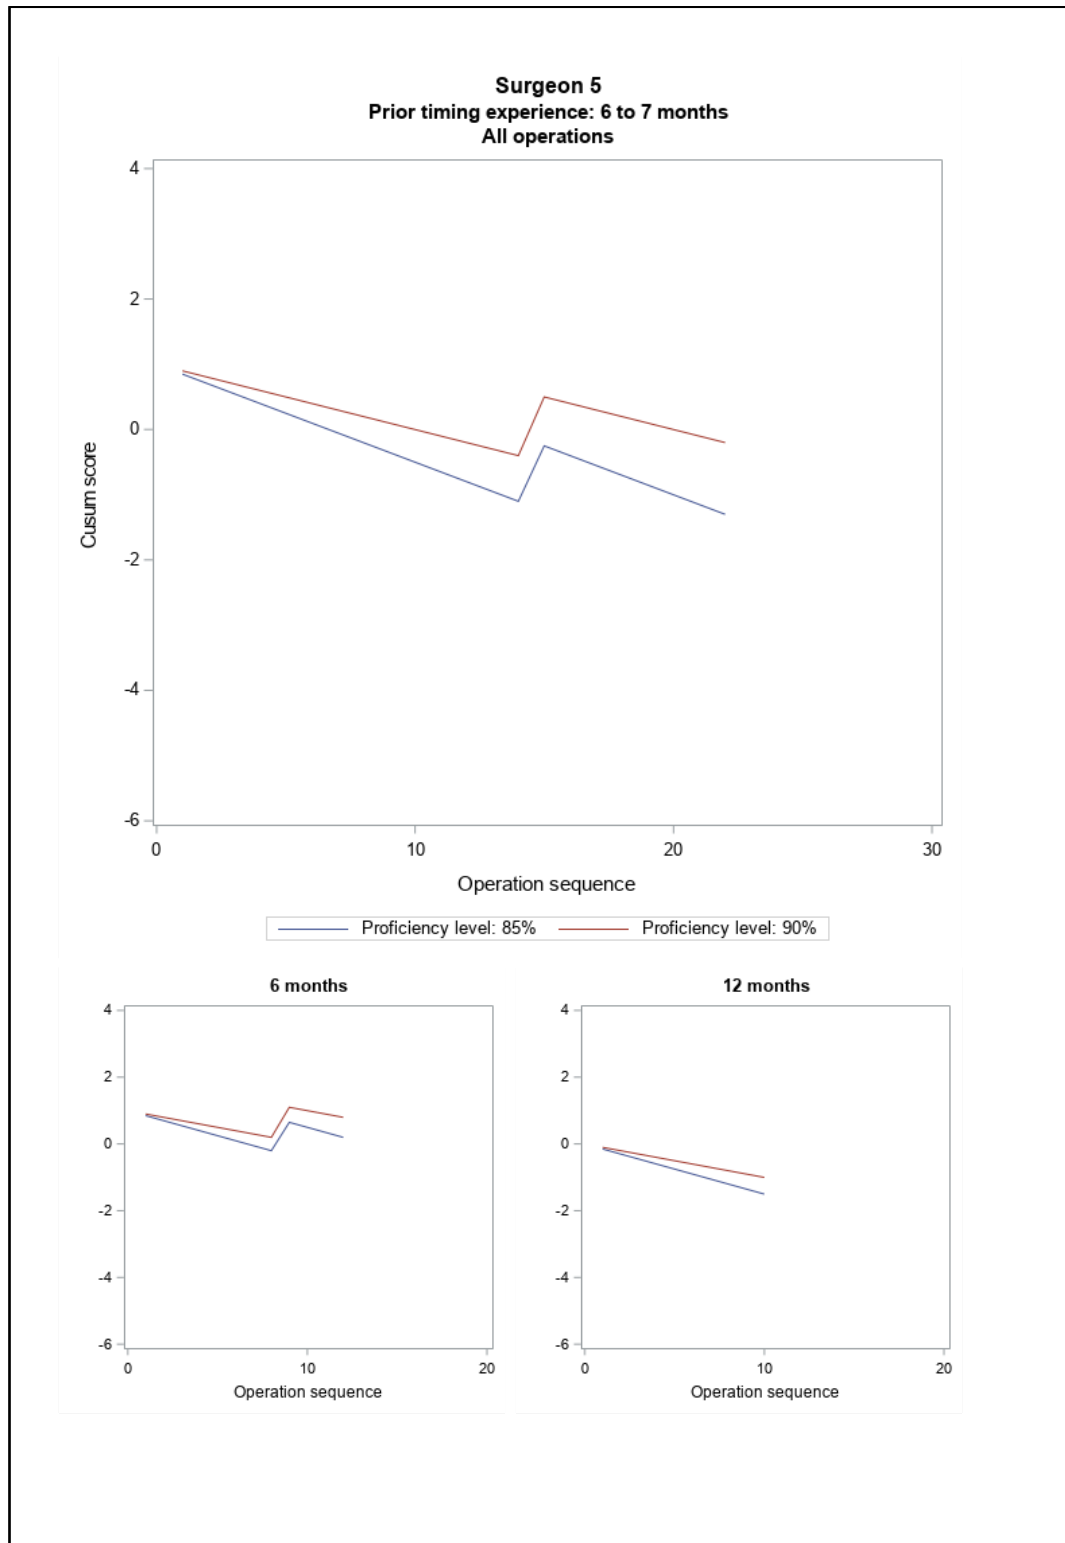 Surgeon 5
Prior timing experience: 6 to 7 months
All operations
4
2
0
-2
-4
-6
Cusum score
0 10 20 30
Operation sequence
Proficiency level: 85% Proficiency level: 90%
6 months
4
2
0
-2
-4
-6
0 10 20
Operation sequence
12 months
4
2
0
-2
-4
-6
0 10 20
Operation sequence